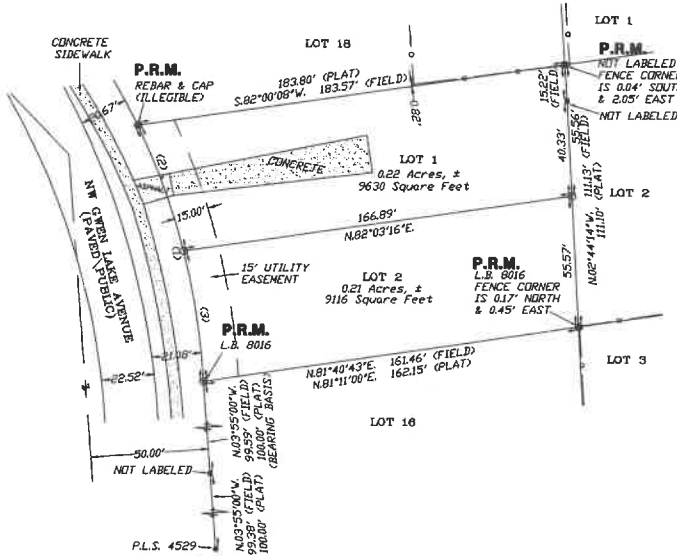 LOT 1
LOT 18
CONCRETE
SIDEWALK
P.R.M.
REBAR & CAP
(ILLEGIBLE)
183.80' (PLAT)
S.82°00'08"W. 183.57' (FIELD)
0.28'
P.R.M.
NOT LABELED
FENCE CORNER
IS 0.04' SOUTH
& 2.05' EAST
NOT LABELED
15.22'
(FIELD)
55.56'
(FIELD)
40.33'
(2)
CONCRETE
LOT 1
0.22 Acres, ±
9630 Square Feet
15.00'
166.89'
N.82°03'16"E.
LOT 2
111.13' (FIELD)
111.10' (PLAT)
N.02°44'14"W.
NW GWEN LAKE AVENUE
(PAVED\PUBLIC)
15' UTILITY
EASEMENT
LOT 2
0.21 Acres, ±
9116 Square Feet
P.R.M.
L.B. 8016
FENCE CORNER
IS 0.17' NORTH
& 0.45' EAST
55.57'
(3)
P.R.M.
L.B. 8016
22.52'
N.81°40'43"E. 161.46' (FIELD)
N.81°11'00"E. 162.15' (PLAT)
LOT 3
LOT 16
50.00'
N.03°55'00"W.
99.59' (FIELD)
100.00' (PLAT)
(BEARING BASIS)
NOT LABELED
N.03°55'00"W.
99.38' (FIELD)
100.00' (PLAT)
P.L.S. 4529